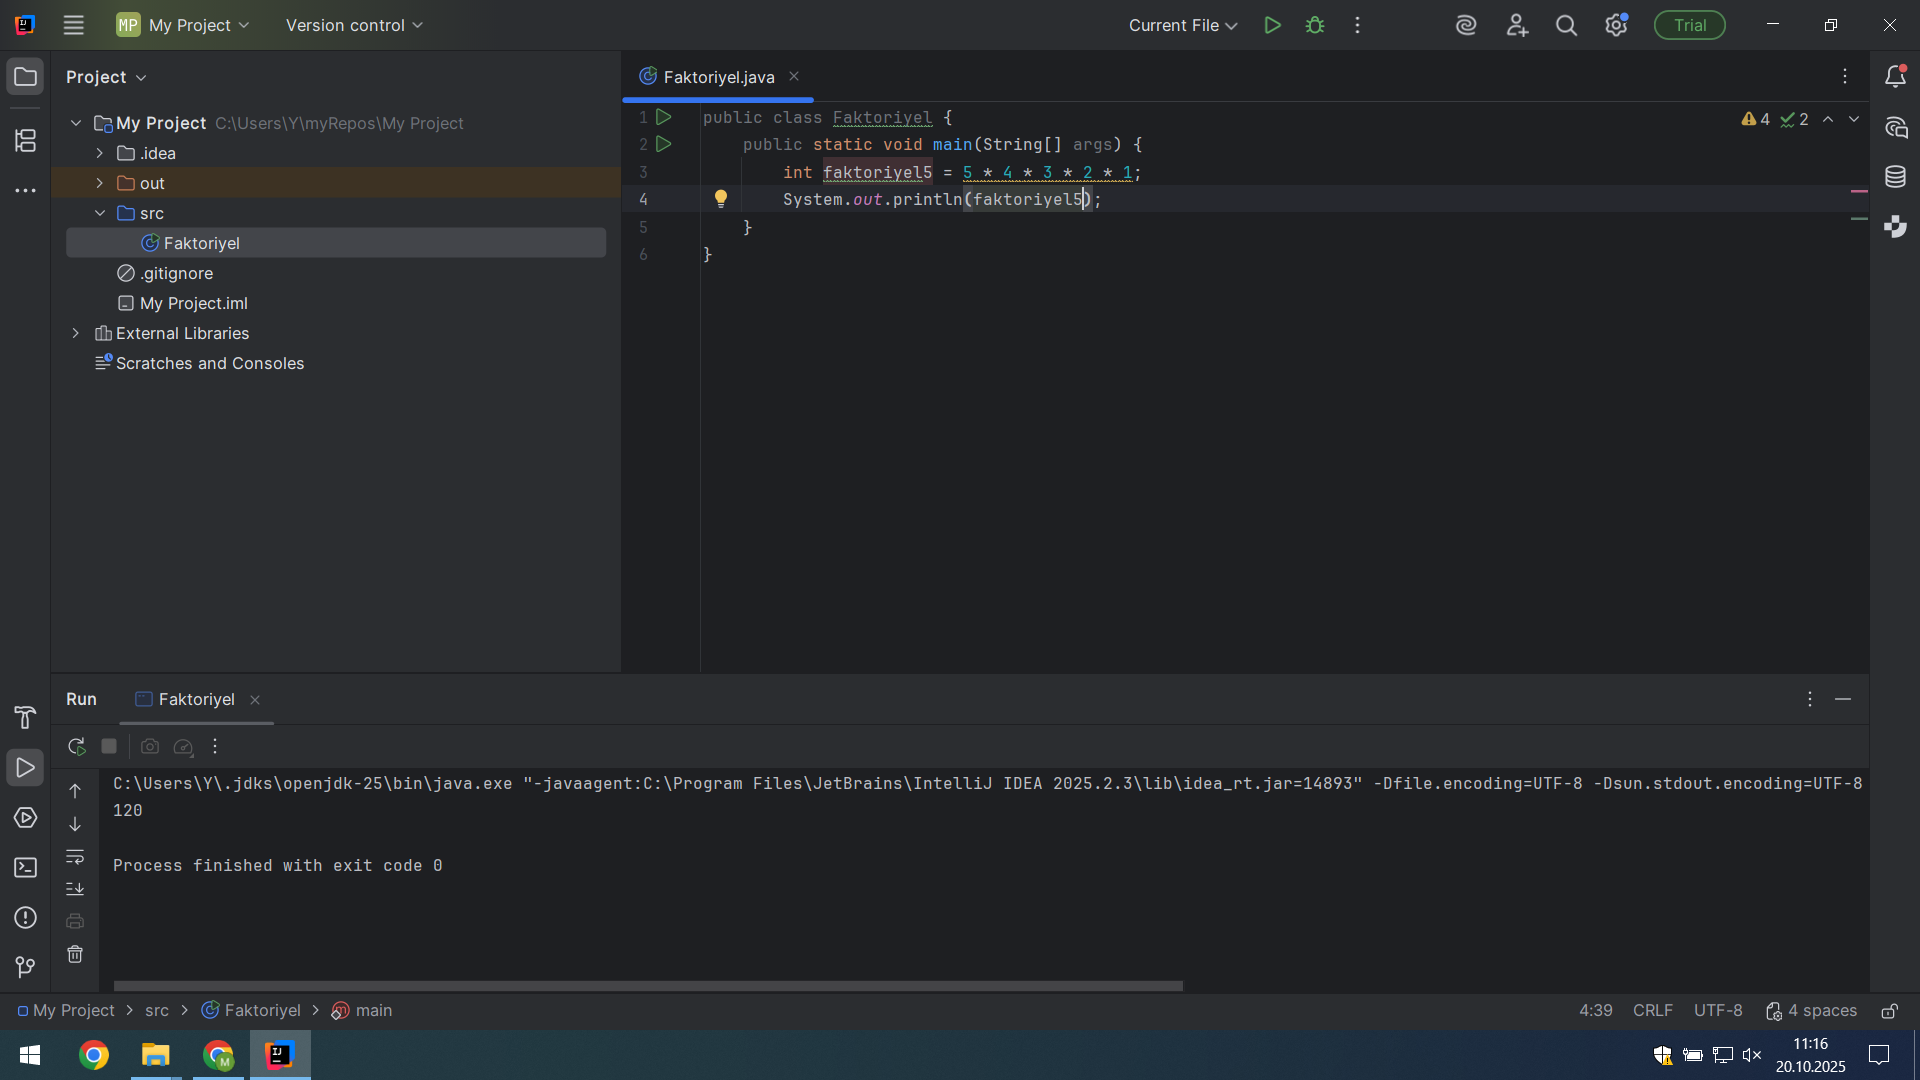 MP My Project
Version control
Current File
Trial
Project
My Project C:\Users\Y\myRepos\My Project
.idea
out
src
Faktoriyel
.gitignore
My Project.iml
External Libraries
Scratches and Consoles
Faktoriyel.java
1 public class Faktoriyel {
2 public static void main(String[] args) {
3 int faktoriyel5 = 5 * 4 * 3 * 2 * 1;
4 System.out.println(faktoriyel5);
5 }
6 }
4 2
Run Faktoriyel
C:\Users\Y\.jdks\openjdk-25\bin\java.exe "-javaagent:C:\Program Files\JetBrains\IntelliJ IDEA 2025.2.3\lib\idea_rt.jar=14893" -Dfile.encoding=UTF-8 -Dsun.stdout.encoding=UTF-8
120
Process finished with exit code 0
My Project > src > Faktoriyel > main
4:39 CRLF UTF-8 4 spaces
11:16
20.10.2025